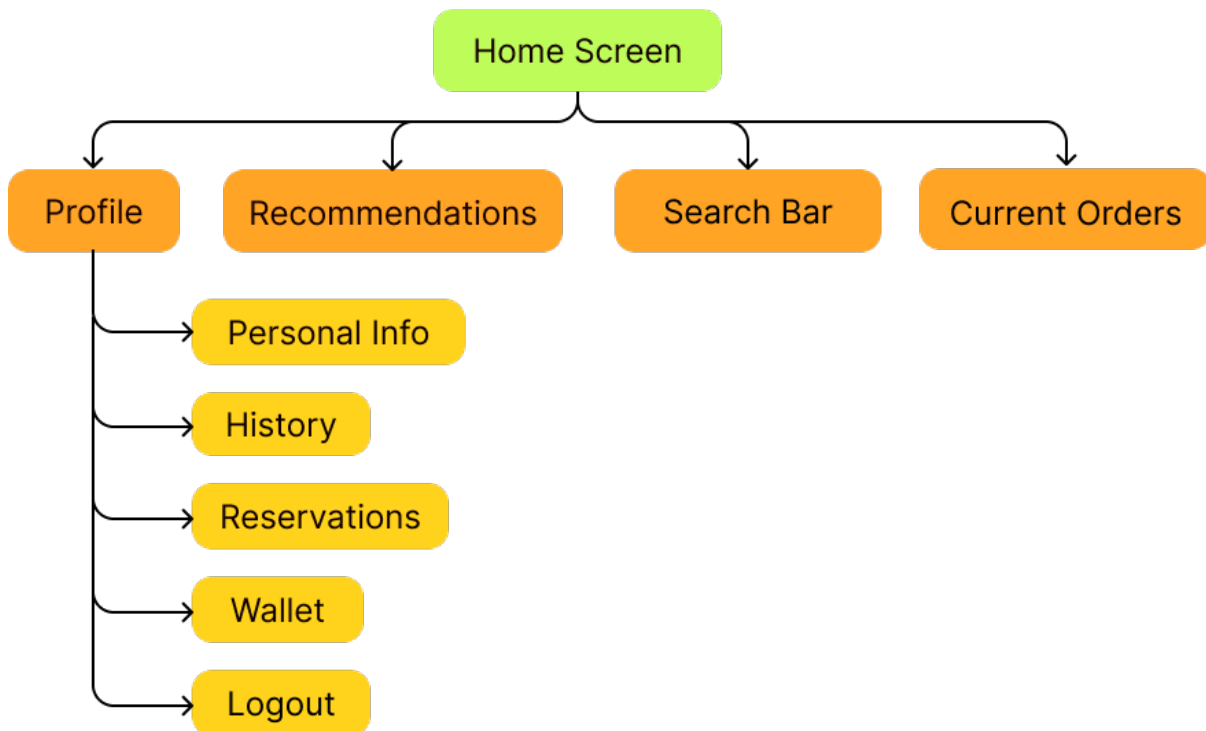 Home Screen
Profile
Recommendations
Search Bar
Current Orders
Personal Info
History
Reservations
Wallet
Logout